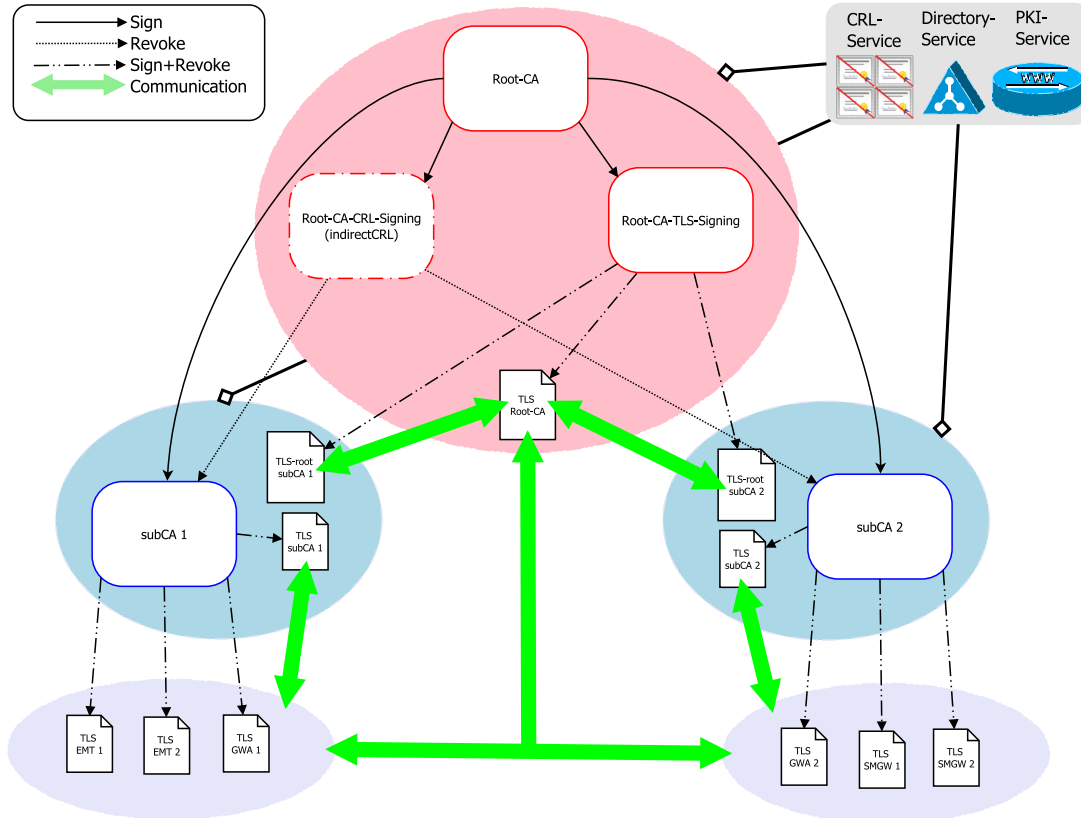 Sign
Revoke
Sign+Revoke
Communication
CRL-
Service
Directory-
Service
PKI-
Service
WWW
Root-CA
Root-CA-CRL-Signing
(indirectCRL)
Root-CA-TLS-Signing
TLS
Root-CA
TLS-root
subCA 1
TLS-root
subCA 2
subCA 1
TLS
subCA 1
subCA 2
TLS
subCA 2
TLS
EMT 1
TLS
EMT 2
TLS
GWA 1
TLS
GWA 2
TLS
SMGW 1
TLS
SMGW 2